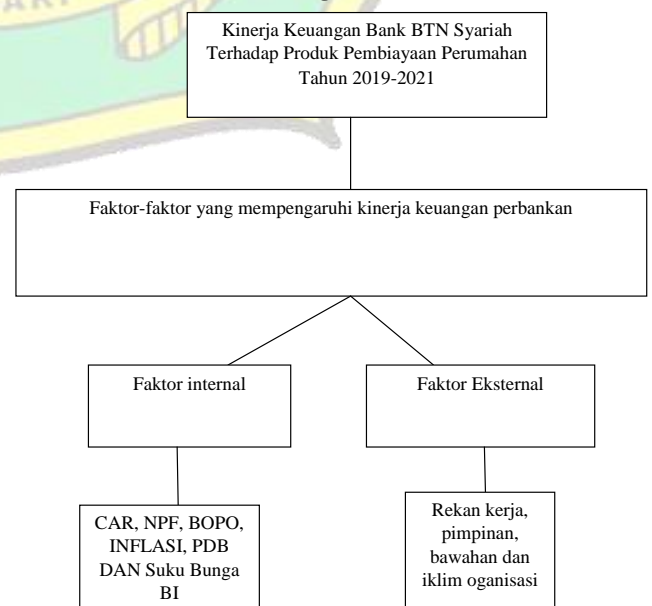 Kinerja Keuangan Bank BTN Syariah
Terhadap Produk Pembiayaan Perumahan
Tahun 2019-2021
Faktor-faktor yang mempengaruhi kinerja keuangan perbankan
Faktor internal
Faktor Eksternal
CAR, NPF, BOPO,
INFLASI, PDB
DAN Suku Bunga
BI
Rekan kerja,
pimpinan,
bawahan dan
iklim oganisasi